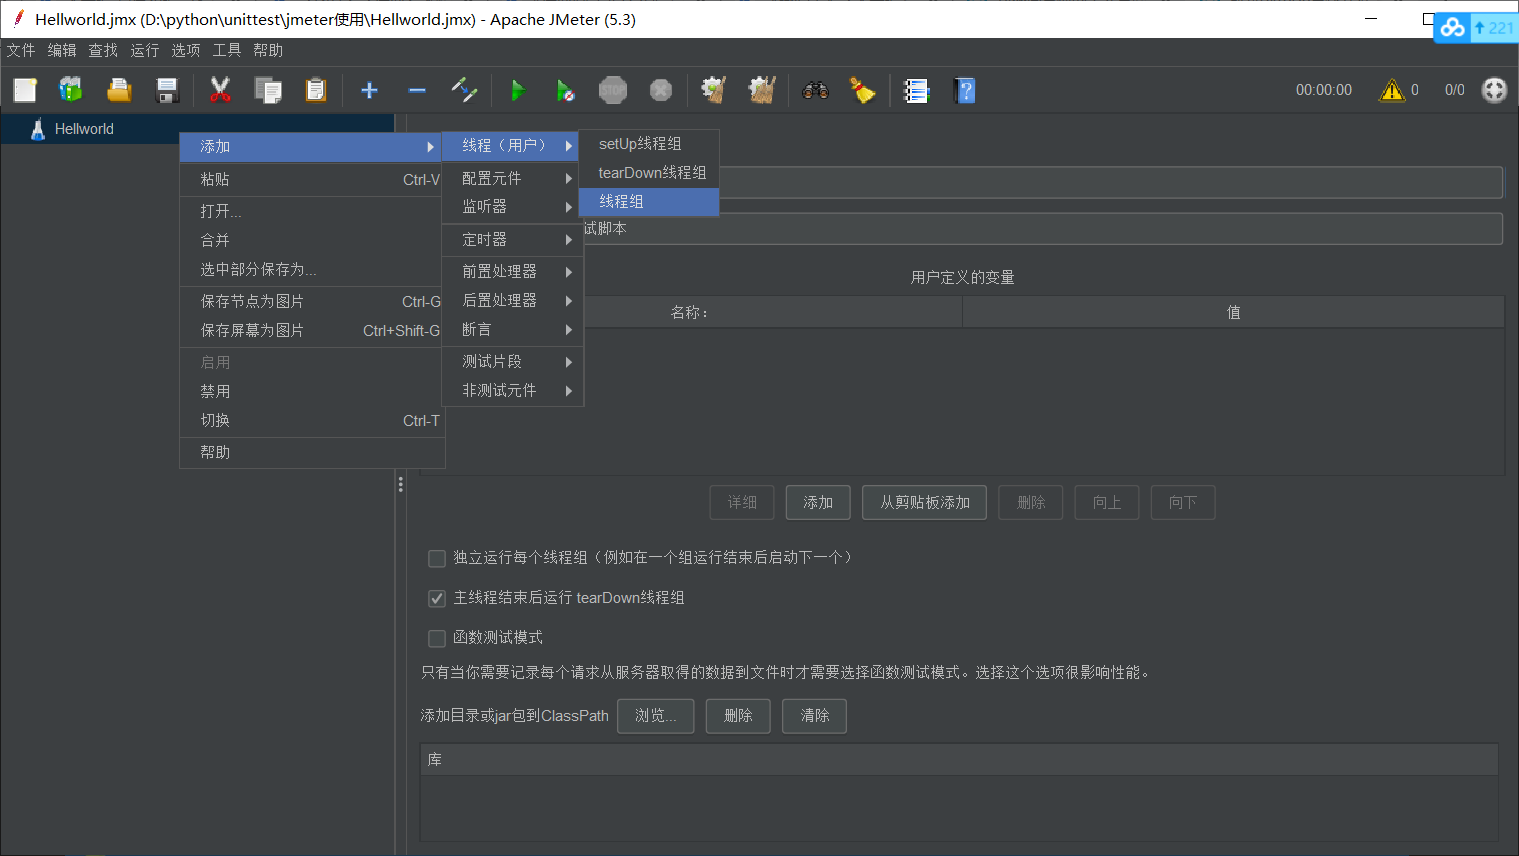 Hellworld.jmx (D:\python\unittest\jmeter使用\Hellworld.jmx) - Apache JMeter (5.3)
221
文件 编辑 查找 运行 选项 工具 帮助
STOP
00:00:00 0 0/0
Hellworld
添加
粘贴 Ctrl-V
打开...
合并
选中部分保存为...
保存节点为图片 Ctrl-G
保存屏幕为图片 Ctrl+Shift-G
启用
禁用
切换 Ctrl-T
帮助
线程（用户）
配置元件
监听器
定时器
前置处理器
后置处理器
断言
测试片段
非测试元件
setUp线程组
tearDown线程组
线程组
试脚本
用户定义的变量
名称： 值
详细 添加 从剪贴板添加 删除 向上 向下
独立运行每个线程组（例如在一个组运行结束后启动下一个）
主线程结束后运行 tearDown线程组
函数测试模式
只有当你需要记录每个请求从服务器取得的数据到文件时才需要选择函数测试模式。选择这个选项很影响性能。
添加目录或jar包到ClassPath 浏览... 删除 清除
库